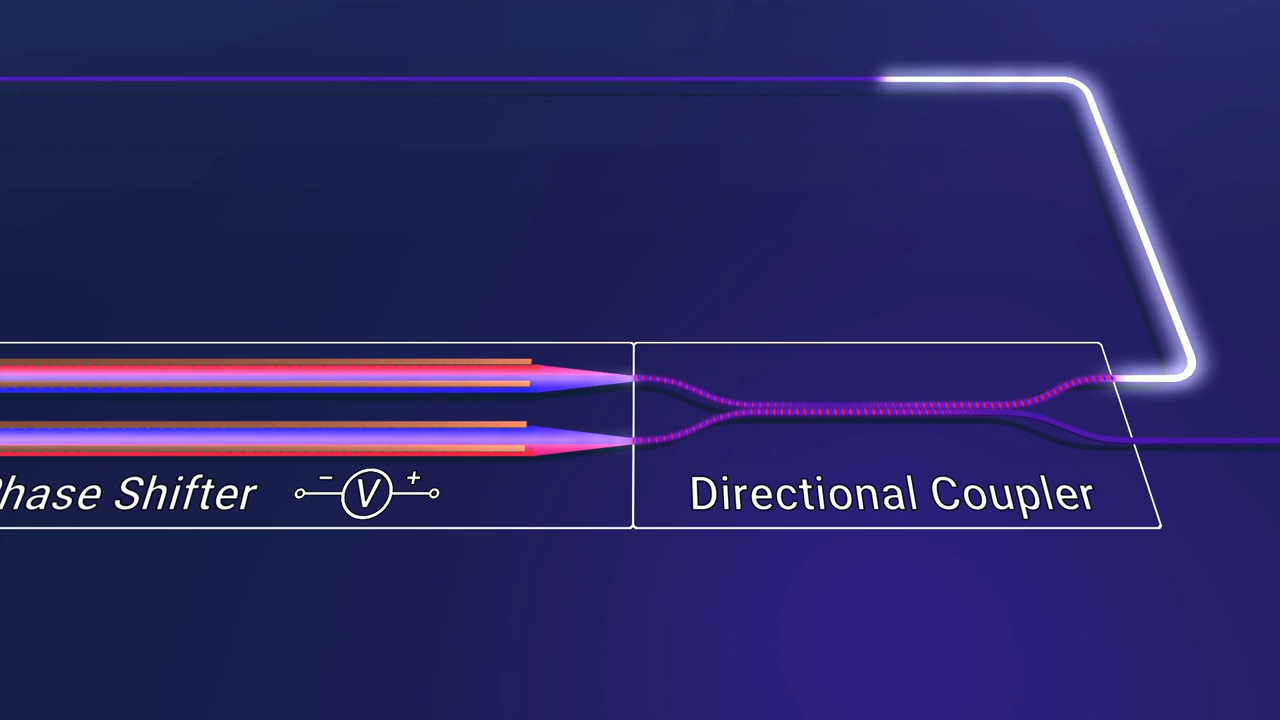 hase Shifter − V +
Directional Coupler